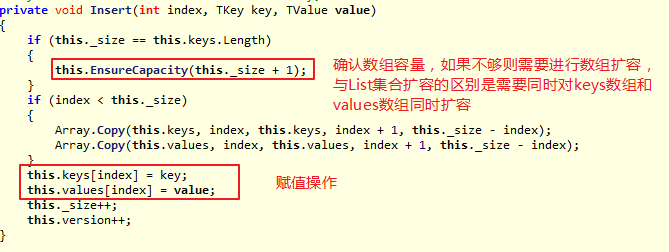 private void Insert(int index, TKey key, TValue value)
{
    if (this._size == this.keys.Length)
    {
        this.EnsureCapacity(this._size + 1);
    }
    if (index < this._size)
    {
        Array.Copy(this.keys, index, this.keys, index + 1, this._size - index);
        Array.Copy(this.values, index, this.values, index + 1, this._size - index);
    }
    this.keys[index] = key;
    this.values[index] = value;
    this._size++;
    this.version++;
}
确认数组容量，如果不够则需要进行数组扩容，
与List集合扩容的区别是需要同时对keys数组和
values数组同时扩容
赋值操作